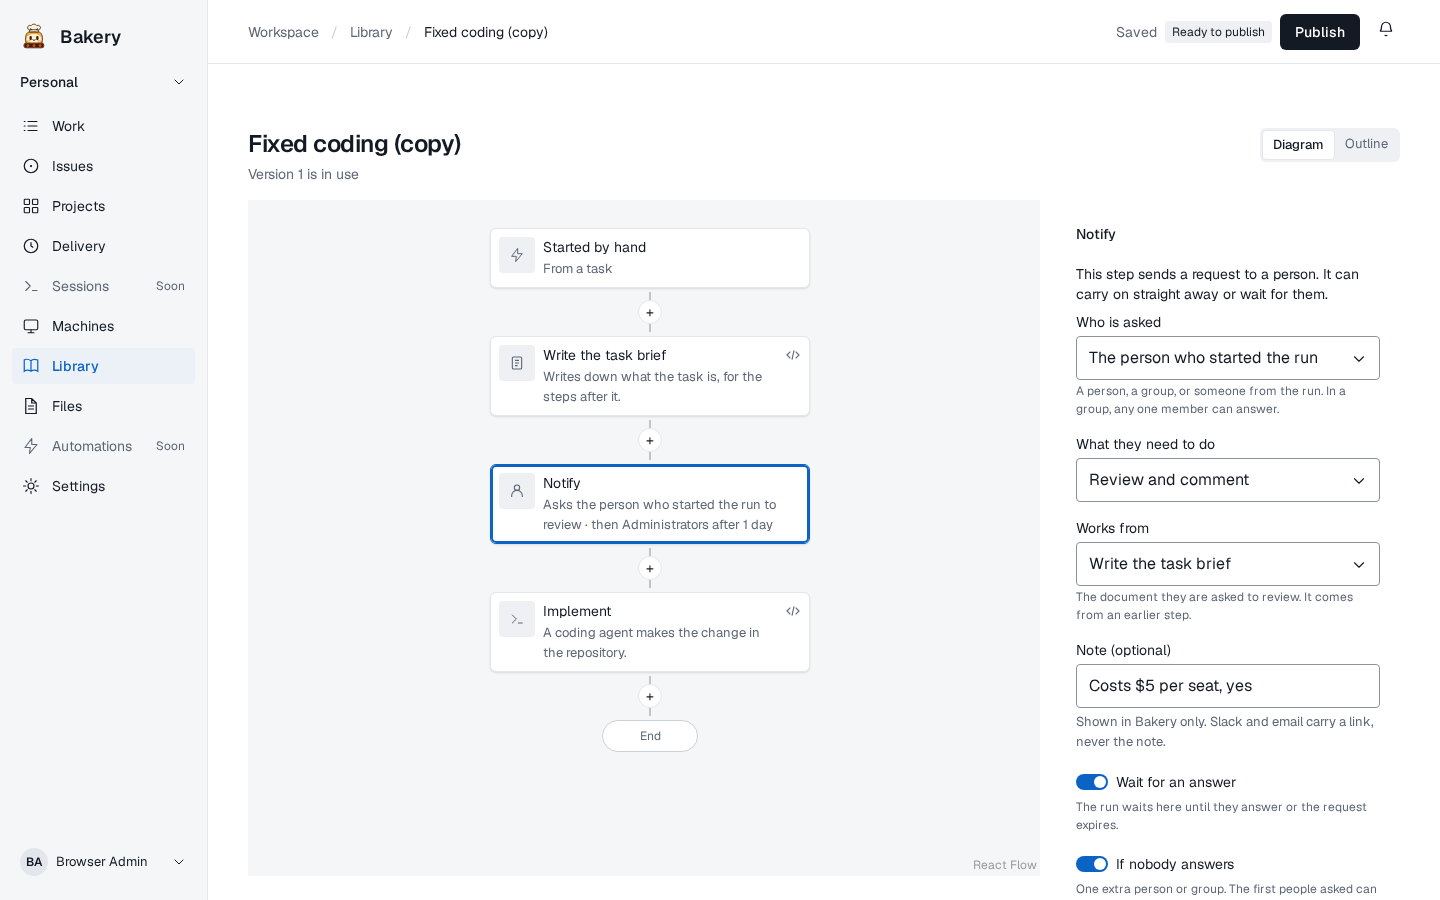 Bakery
Workspace / Library / Fixed coding (copy)
Saved
Ready to publish
Publish
Personal
Work
Issues
Projects
Delivery
Sessions Soon
Machines
Library
Files
Automations Soon
Settings
BA Browser Admin
Fixed coding (copy)
Version 1 is in use
Diagram
Outline
Started by hand
From a task
+
Write the task brief
Writes down what the task is, for the
steps after it.
+
Notify
Asks the person who started the run to
review · then Administrators after 1 day
+
Implement
A coding agent makes the change in
the repository.
+
End
React Flow
Notify
This step sends a request to a person. It can
carry on straight away or wait for them.
Who is asked
The person who started the run
A person, a group, or someone from the run. In a
group, any one member can answer.
What they need to do
Review and comment
Works from
Write the task brief
The document they are asked to review. It comes
from an earlier step.
Note (optional)
Costs $5 per seat, yes
Shown in Bakery only. Slack and email carry a link,
never the note.
Wait for an answer
The run waits here until they answer or the request
expires.
If nobody answers
One extra person or group. The first people asked can